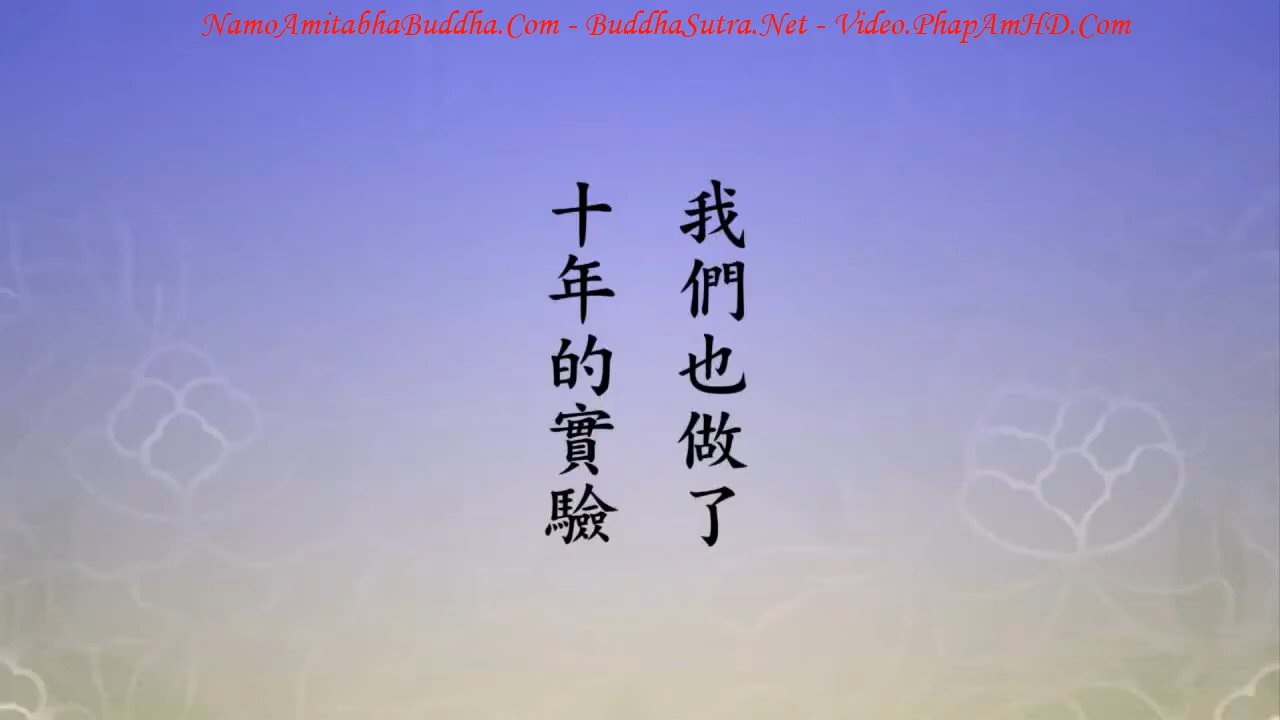 NamoAmitabhaBuddha.Com - BuddhaSutra.Net - Video.PhapAmHD.Com
我們也做了
十年的實驗